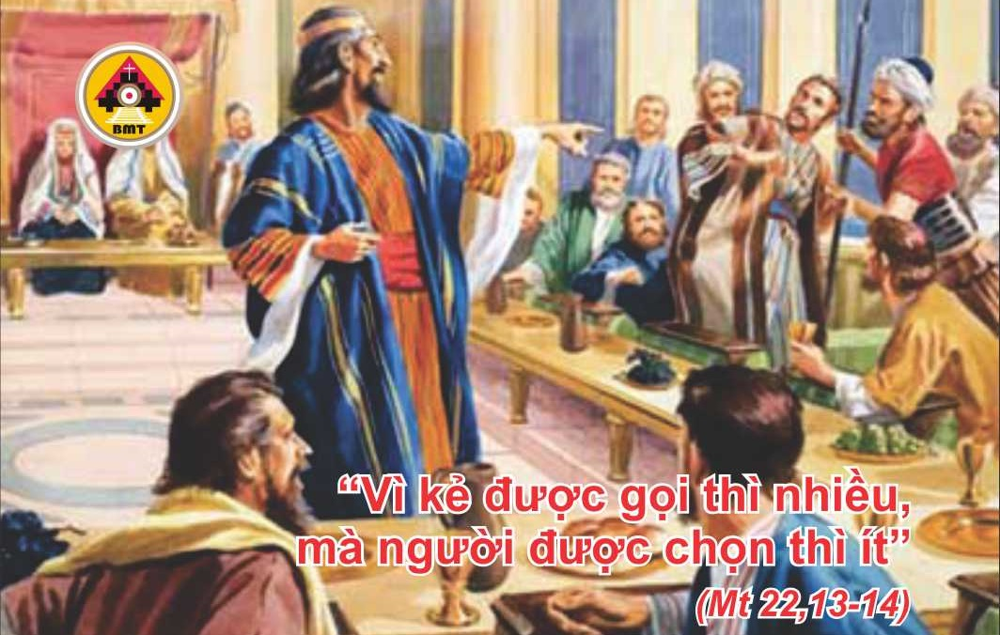 BMT
“Vì kẻ được gọi thì nhiều,
mà người được chọn thì ít”
(Mt 22,13-14)